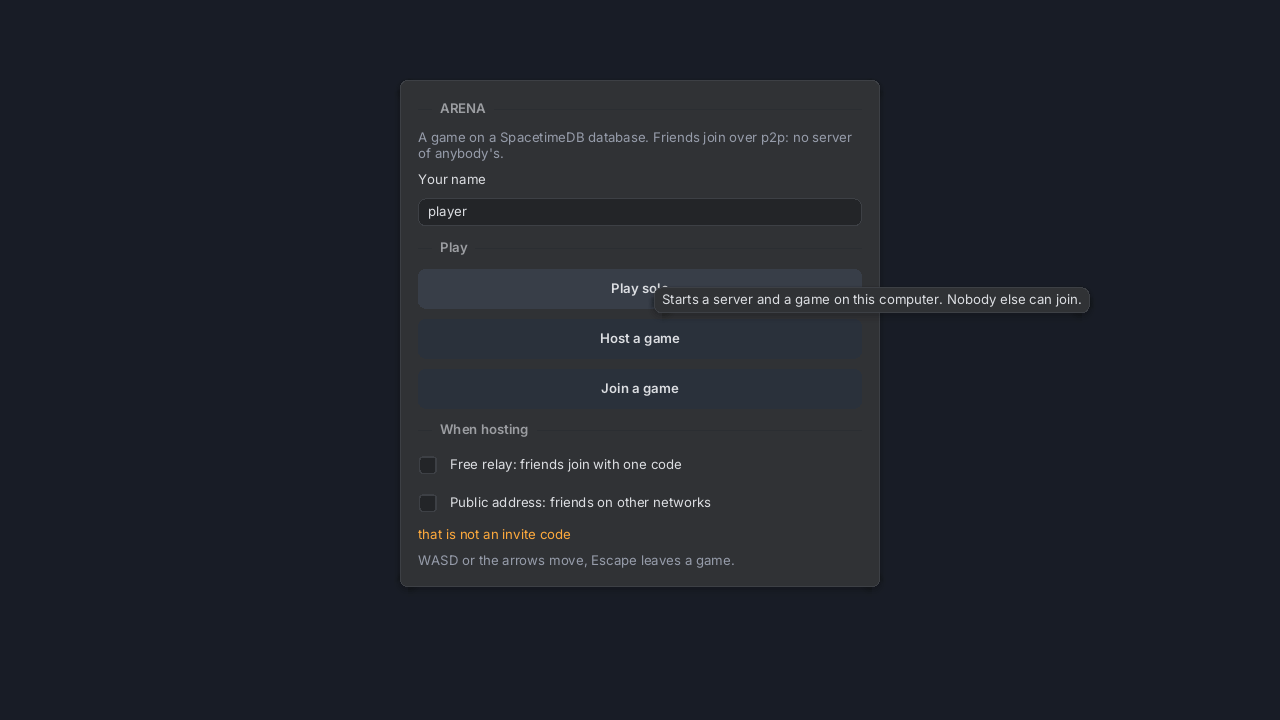 ARENA
A game on a SpacetimeDB database. Friends join over p2p: no server
of anybody's.
Your name
player
Play
Play solo
Starts a server and a game on this computer. Nobody else can join.
Host a game
Join a game
When hosting
Free relay: friends join with one code
Public address: friends on other networks
that is not an invite code
WASD or the arrows move, Escape leaves a game.